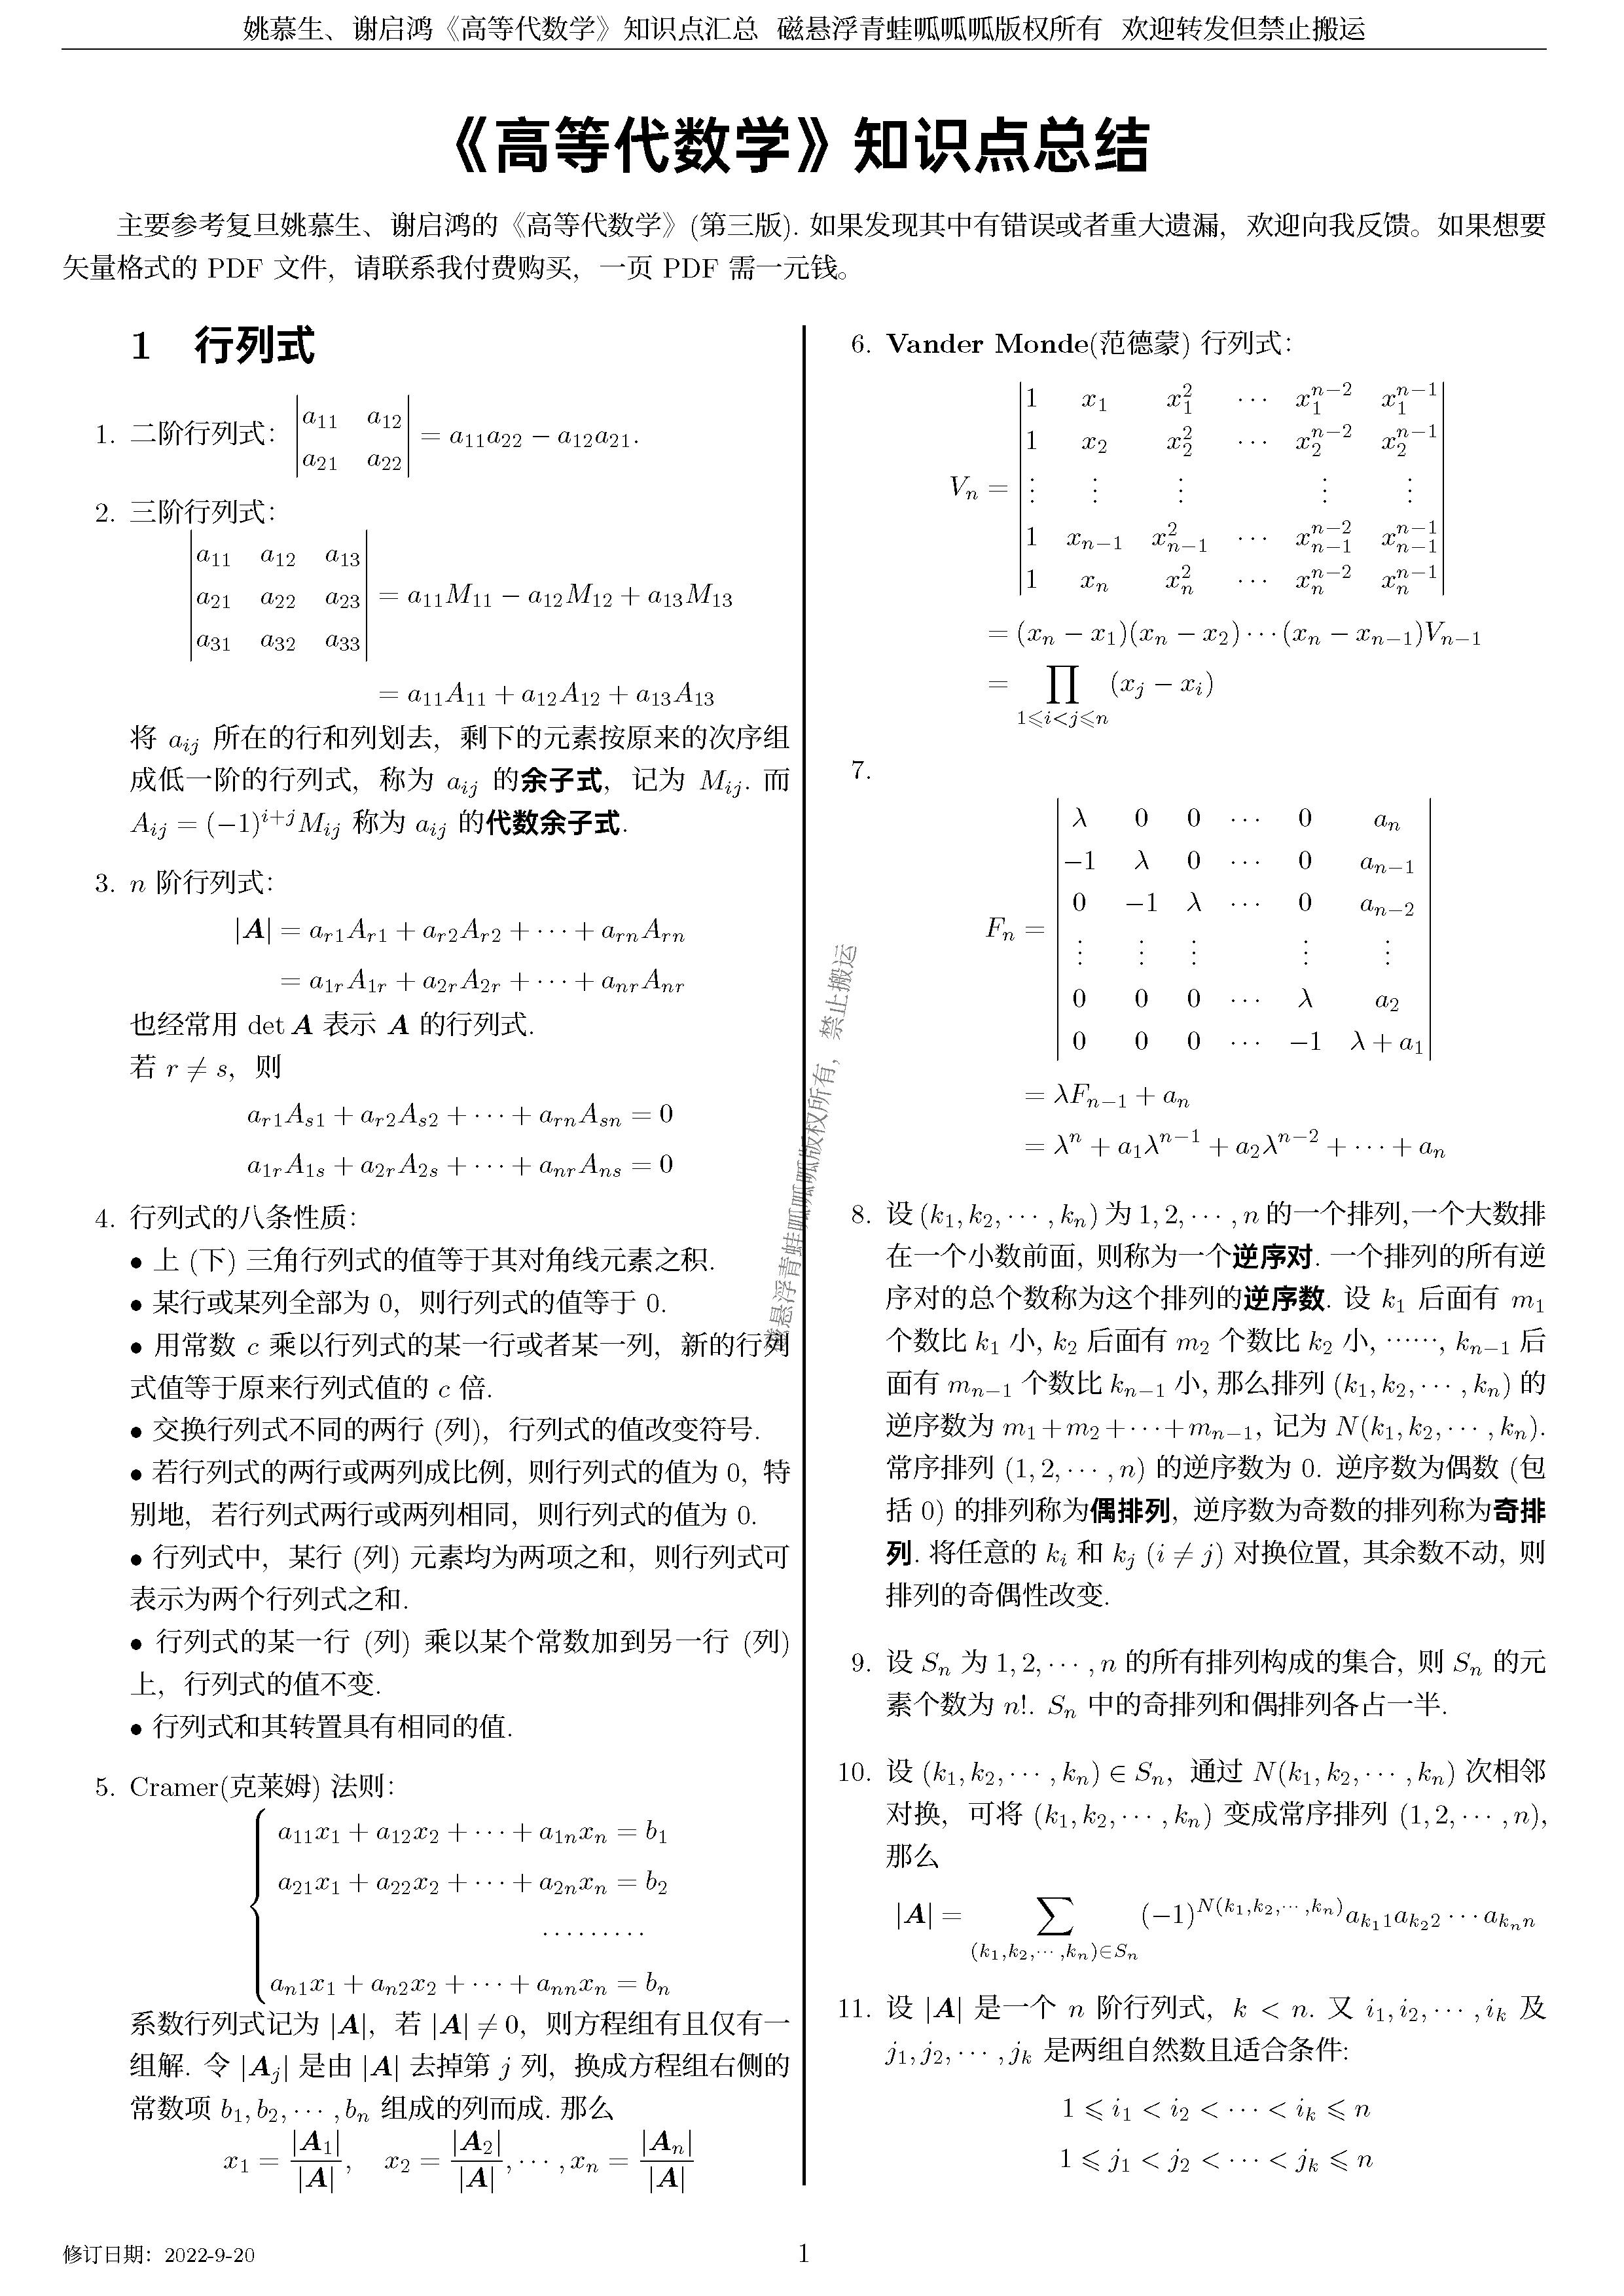 姚慕生、谢启鸿《高等代数学》知识点汇总 磁悬浮青蛙呱呱呱版权所有 欢迎转发但禁止搬运
《高等代数学》知识点总结
主要参考复旦姚慕生、谢启鸿的《高等代数学》(第三版). 如果发现其中有错误或者重大遗漏，欢迎向我反馈。如果想要
矢量格式的 PDF 文件，请联系我付费购买，一页 PDF 需一元钱。
1 行列式
1. 二阶行列式：$\begin{vmatrix} a_{11} & a_{12} \\ a_{21} & a_{22} \end{vmatrix} = a_{11}a_{22} - a_{12}a_{21}.$
2. 三阶行列式：
$\begin{vmatrix} a_{11} & a_{12} & a_{13} \\ a_{21} & a_{22} & a_{23} \\ a_{31} & a_{32} & a_{33} \end{vmatrix} = a_{11}M_{11} - a_{12}M_{12} + a_{13}M_{13}$
$= a_{11}A_{11} + a_{12}A_{12} + a_{13}A_{13}$
将 $a_{ij}$ 所在的行和列划去，剩下的元素按原来的次序组
成低一阶的行列式，称为 $a_{ij}$ 的余子式，记为 $M_{ij}$. 而
$A_{ij} = (-1)^{i+j}M_{ij}$ 称为 $a_{ij}$ 的代数余子式.
3. $n$ 阶行列式：
$|\boldsymbol{A}| = a_{r1}A_{r1} + a_{r2}A_{r2} + \cdots + a_{rn}A_{rn}$
$= a_{1r}A_{1r} + a_{2r}A_{2r} + \cdots + a_{nr}A_{nr}$
也经常用 $\det \boldsymbol{A}$ 表示 $\boldsymbol{A}$ 的行列式.
若 $r \neq s$，则
$a_{r1}A_{s1} + a_{r2}A_{s2} + \cdots + a_{rn}A_{sn} = 0$
$a_{1r}A_{1s} + a_{2r}A_{2s} + \cdots + a_{nr}A_{ns} = 0$
4. 行列式的八条性质：
● 上 (下) 三角行列式的值等于其对角线元素之积.
● 某行或某列全部为 0，则行列式的值等于 0.
● 用常数 $c$ 乘以行列式的某一行或者某一列，新的行列
式值等于原来行列式值的 $c$ 倍.
● 交换行列式不同的两行 (列)，行列式的值改变符号.
● 若行列式的两行或两列成比例，则行列式的值为 0，特
别地，若行列式两行或两列相同，则行列式的值为 0.
● 行列式中，某行 (列) 元素均为两项之和，则行列式可
表示为两个行列式之和.
● 行列式的某一行 (列) 乘以某个常数加到另一行 (列)
上，行列式的值不变.
● 行列式和其转置具有相同的值.
5. Cramer(克莱姆) 法则：
$\begin{cases} a_{11}x_1 + a_{12}x_2 + \cdots + a_{1n}x_n = b_1 \\ a_{21}x_1 + a_{22}x_2 + \cdots + a_{2n}x_n = b_2 \\ \cdots\cdots\cdots \\ a_{n1}x_1 + a_{n2}x_2 + \cdots + a_{nn}x_n = b_n \end{cases}$
系数行列式记为 $|\boldsymbol{A}|$，若 $|\boldsymbol{A}| \neq 0$，则方程组有且仅有一
组解. 令 $|\boldsymbol{A}_j|$ 是由 $|\boldsymbol{A}|$ 去掉第 $j$ 列，换成方程组右侧的
常数项 $b_1, b_2, \cdots, b_n$ 组成的列而成. 那么
$x_1 = \frac{|\boldsymbol{A}_1|}{|\boldsymbol{A}|}, \quad x_2 = \frac{|\boldsymbol{A}_2|}{|\boldsymbol{A}|}, \cdots, x_n = \frac{|\boldsymbol{A}_n|}{|\boldsymbol{A}|}$
6. Vander Monde(范德蒙) 行列式：
$V_n = \begin{vmatrix} 1 & x_1 & x_1^2 & \cdots & x_1^{n-2} & x_1^{n-1} \\ 1 & x_2 & x_2^2 & \cdots & x_2^{n-2} & x_2^{n-1} \\ \vdots & \vdots & \vdots & & \vdots & \vdots \\ 1 & x_{n-1} & x_{n-1}^2 & \cdots & x_{n-1}^{n-2} & x_{n-1}^{n-1} \\ 1 & x_n & x_n^2 & \cdots & x_n^{n-2} & x_n^{n-1} \end{vmatrix}$
$= (x_n - x_1)(x_n - x_2)\cdots(x_n - x_{n-1})V_{n-1}$
$= \prod_{1 \leqslant i < j \leqslant n} (x_j - x_i)$
7.
$F_n = \begin{vmatrix} \lambda & 0 & 0 & \cdots & 0 & a_n \\ -1 & \lambda & 0 & \cdots & 0 & a_{n-1} \\ 0 & -1 & \lambda & \cdots & 0 & a_{n-2} \\ \vdots & \vdots & \vdots & & \vdots & \vdots \\ 0 & 0 & 0 & \cdots & \lambda & a_2 \\ 0 & 0 & 0 & \cdots & -1 & \lambda + a_1 \end{vmatrix}$
$= \lambda F_{n-1} + a_n$
$= \lambda^n + a_1\lambda^{n-1} + a_2\lambda^{n-2} + \cdots + a_n$
8. 设 $(k_1, k_2, \cdots, k_n)$ 为 $1, 2, \cdots, n$ 的一个排列,一个大数排
在一个小数前面, 则称为一个逆序对. 一个排列的所有逆
序对的总个数称为这个排列的逆序数. 设 $k_1$ 后面有 $m_1$
个数比 $k_1$ 小, $k_2$ 后面有 $m_2$ 个数比 $k_2$ 小, ……, $k_{n-1}$ 后
面有 $m_{n-1}$ 个数比 $k_{n-1}$ 小, 那么排列 $(k_1, k_2, \cdots, k_n)$ 的
逆序数为 $m_1 + m_2 + \cdots + m_{n-1}$, 记为 $N(k_1, k_2, \cdots, k_n)$.
常序排列 $(1, 2, \cdots, n)$ 的逆序数为 0. 逆序数为偶数 (包
括 0) 的排列称为偶排列, 逆序数为奇数的排列称为奇排
列. 将任意的 $k_i$ 和 $k_j$ $(i \neq j)$ 对换位置, 其余数不动, 则
排列的奇偶性改变.
9. 设 $S_n$ 为 $1, 2, \cdots, n$ 的所有排列构成的集合, 则 $S_n$ 的元
素个数为 $n!$. $S_n$ 中的奇排列和偶排列各占一半.
10. 设 $(k_1, k_2, \cdots, k_n) \in S_n$，通过 $N(k_1, k_2, \cdots, k_n)$ 次相邻
对换，可将 $(k_1, k_2, \cdots, k_n)$ 变成常序排列 $(1, 2, \cdots, n)$,
那么
$|\boldsymbol{A}| = \sum_{(k_1, k_2, \cdots, k_n) \in S_n} (-1)^{N(k_1, k_2, \cdots, k_n)} a_{k_1 1}a_{k_2 2}\cdots a_{k_n n}$
11. 设 $|\boldsymbol{A}|$ 是一个 $n$ 阶行列式，$k < n$. 又 $i_1, i_2, \cdots, i_k$ 及
$j_1, j_2, \cdots, j_k$ 是两组自然数且适合条件:
$1 \leqslant i_1 < i_2 < \cdots < i_k \leqslant n$
$1 \leqslant j_1 < j_2 < \cdots < j_k \leqslant n$
磁悬浮青蛙呱呱呱版权所有，禁止搬运
修订日期：2022-9-20
1